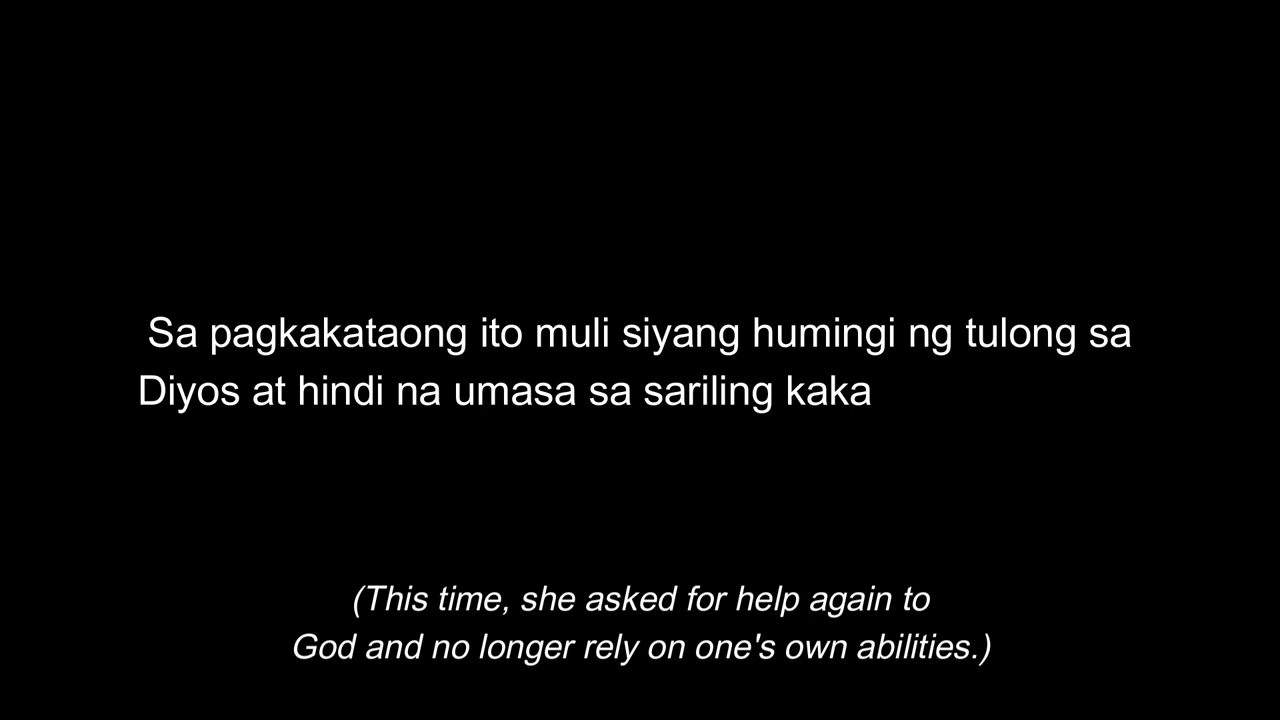 Sa pagkakataong ito muli siyang humingi ng tulong sa
Diyos at hindi na umasa sa sariling kaka
(This time, she asked for help again to
God and no longer rely on one's own abilities.)